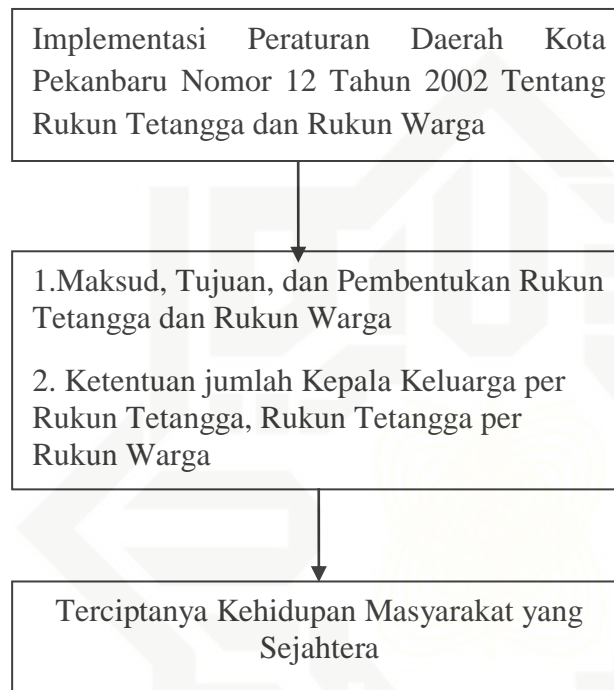 Implementasi Peraturan Daerah Kota
Pekanbaru Nomor 12 Tahun 2002 Tentang
Rukun Tetangga dan Rukun Warga
1.Maksud, Tujuan, dan Pembentukan Rukun
Tetangga dan Rukun Warga
2. Ketentuan jumlah Kepala Keluarga per
Rukun Tetangga, Rukun Tetangga per
Rukun Warga
Terciptanya Kehidupan Masyarakat yang
Sejahtera